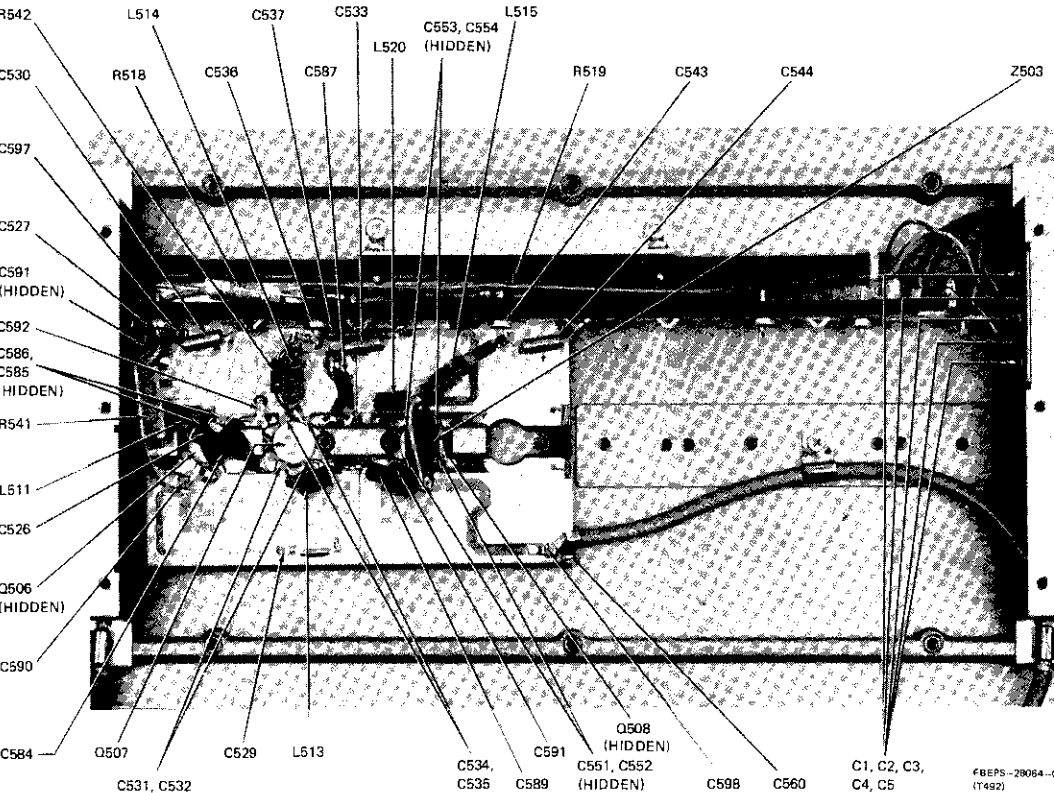 R542
L514
C537
C533
C553, C554
(HIDDEN)
L515
L520
C530
R518
C536
C587
R519
C543
C544
Z503
C597
C527
C591
(HIDDEN)
C592
C586,
C585
(HIDDEN)
R541
L511
C526
Q506
(HIDDEN)
C590
C584
Q507
C531, C532
C529
L513
C534,
C535
C589
C591
C551, C552
(HIDDEN)
Q508
(HIDDEN)
C598
C560
C1, C2, C3,
C4, C5
(T492)